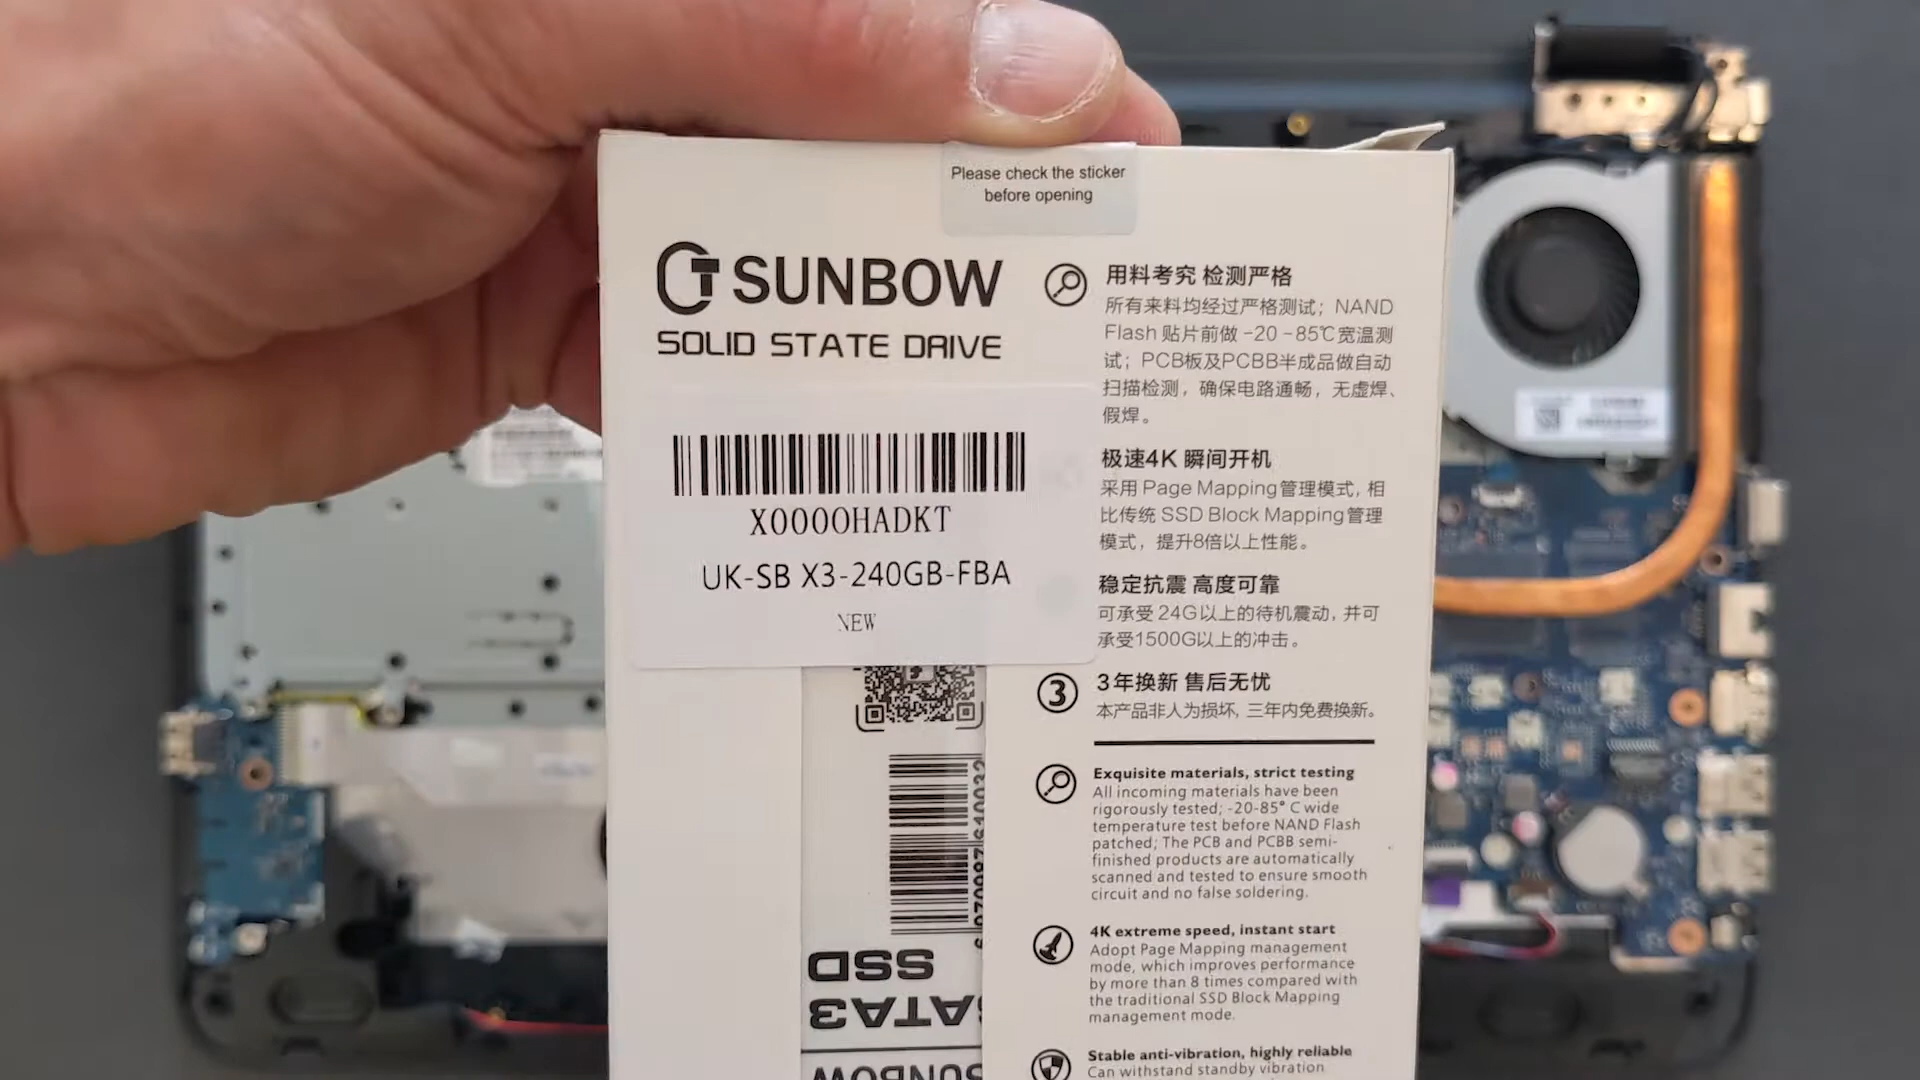 Please check the sticker
before opening
SUNBOW
SOLID STATE DRIVE
X0000HADKT
UK-SB X3-240GB-FBA
NEW
SSD
SATA3
SUNBOW
用料考究 检测严格
所有来料均经过严格测试；NAND
Flash 贴片前做 -20 -85℃宽温测
试；PCB板及PCBB半成品做自动
扫描检测，确保电路通畅，无虚焊、
假焊。
极速4K 瞬间开机
采用 Page Mapping管理模式, 相
比传统 SSD Block Mapping管理
模式，提升8倍以上性能。
稳定抗震 高度可靠
可承受 24G以上的待机震动，并可
承受1500G以上的冲击。
3
3年换新 售后无忧
本产品非人为损坏, 三年内免费换新。
Exquisite materials, strict testing
All incoming materials have been
rigorously tested; -20-85° C wide
temperature test before NAND Flash
patched; The PCB and PCBB semi-
finished products are automatically
scanned and tested to ensure smooth
circuit and no false soldering.
4K extreme speed, instant start
Adopt Page Mapping management
mode, which improves performance
by more than 8 times compared with
the traditional SSD Block Mapping
management mode.
Stable anti-vibration, highly reliable
Can withstand standby vibration